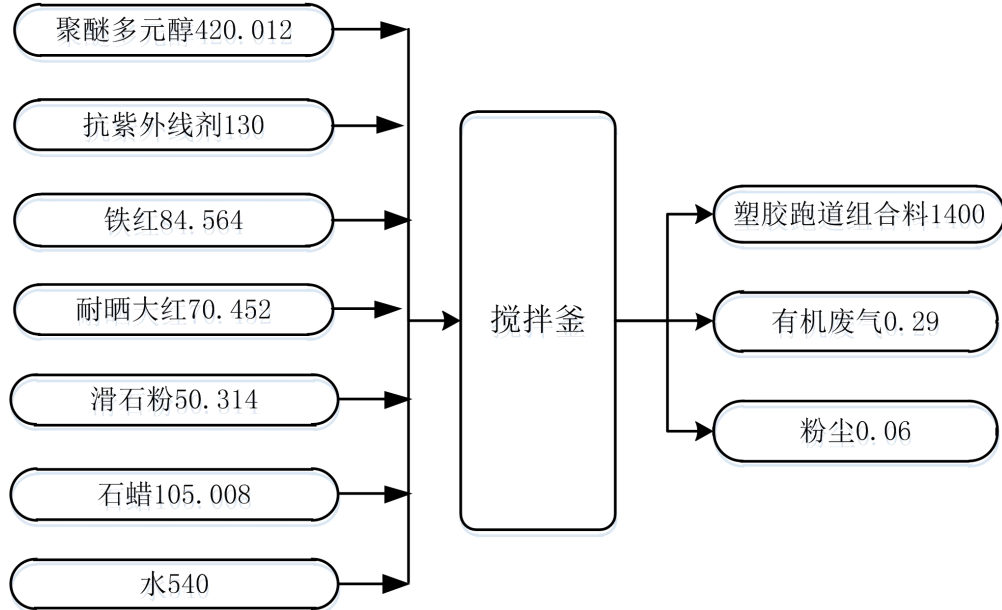 聚醚多元醇420.012
抗紫外线剂130
铁红84.564
耐晒大红70.452
滑石粉50.314
石蜡105.008
水540
搅拌釜
塑胶跑道组合料1400
有机废气0.29
粉尘0.06